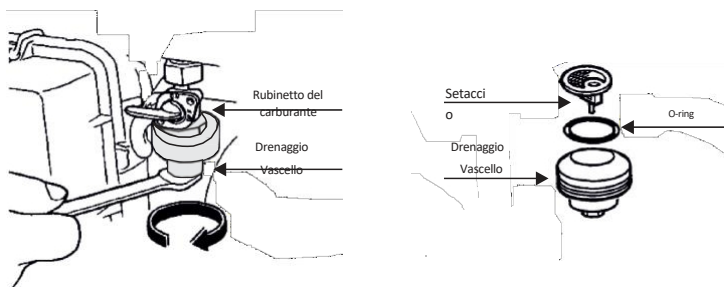 Rubinetto del
carburante
Drenaggio
Vascello
Setacci
o
O-ring
Drenaggio
Vascello